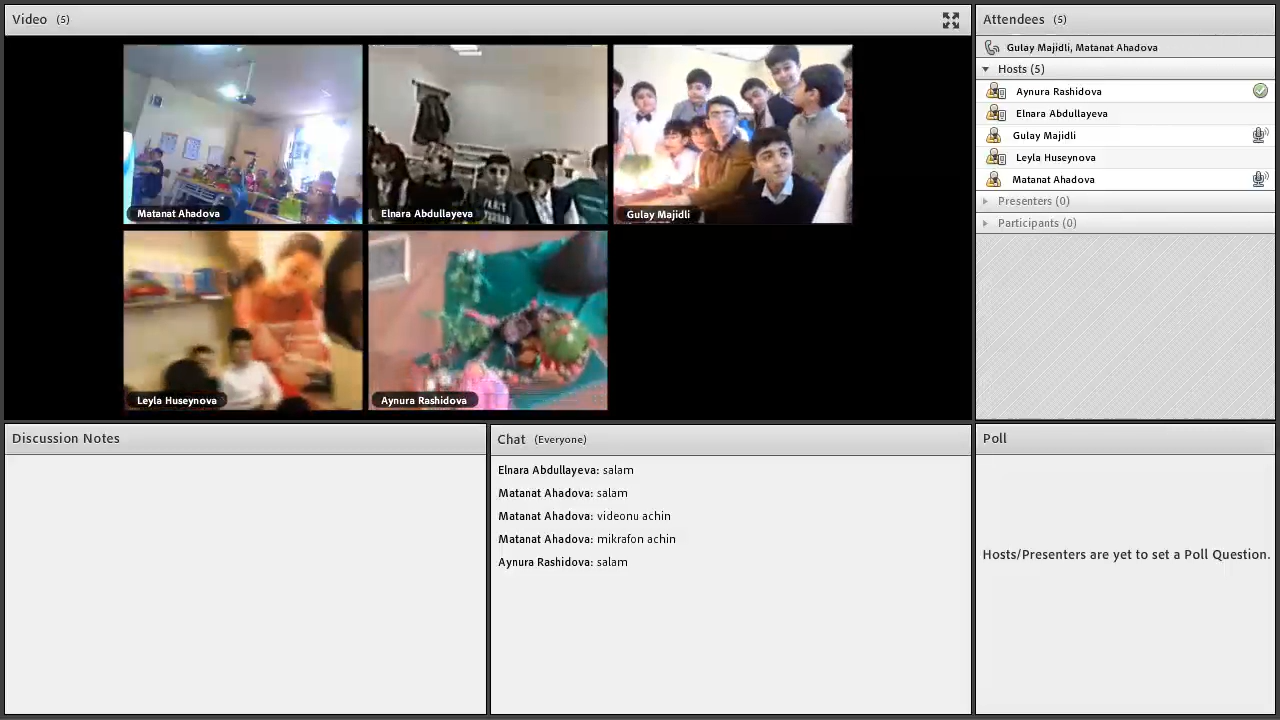 Video (5)
Matanat Ahadova
Elnara Abdullayeva
Gulay Majidli
Leyla Huseynova
Aynura Rashidova
Attendees (5)
Gulay Majidli, Matanat Ahadova
Hosts (5)
Aynura Rashidova
Elnara Abdullayeva
Gulay Majidli
Leyla Huseynova
Matanat Ahadova
Presenters (0)
Participants (0)
Discussion Notes
Chat (Everyone)
Elnara Abdullayeva: salam
Matanat Ahadova: salam
Matanat Ahadova: videonu achin
Matanat Ahadova: mikrafon achin
Aynura Rashidova: salam
Poll
Hosts/Presenters are yet to set a Poll Question.